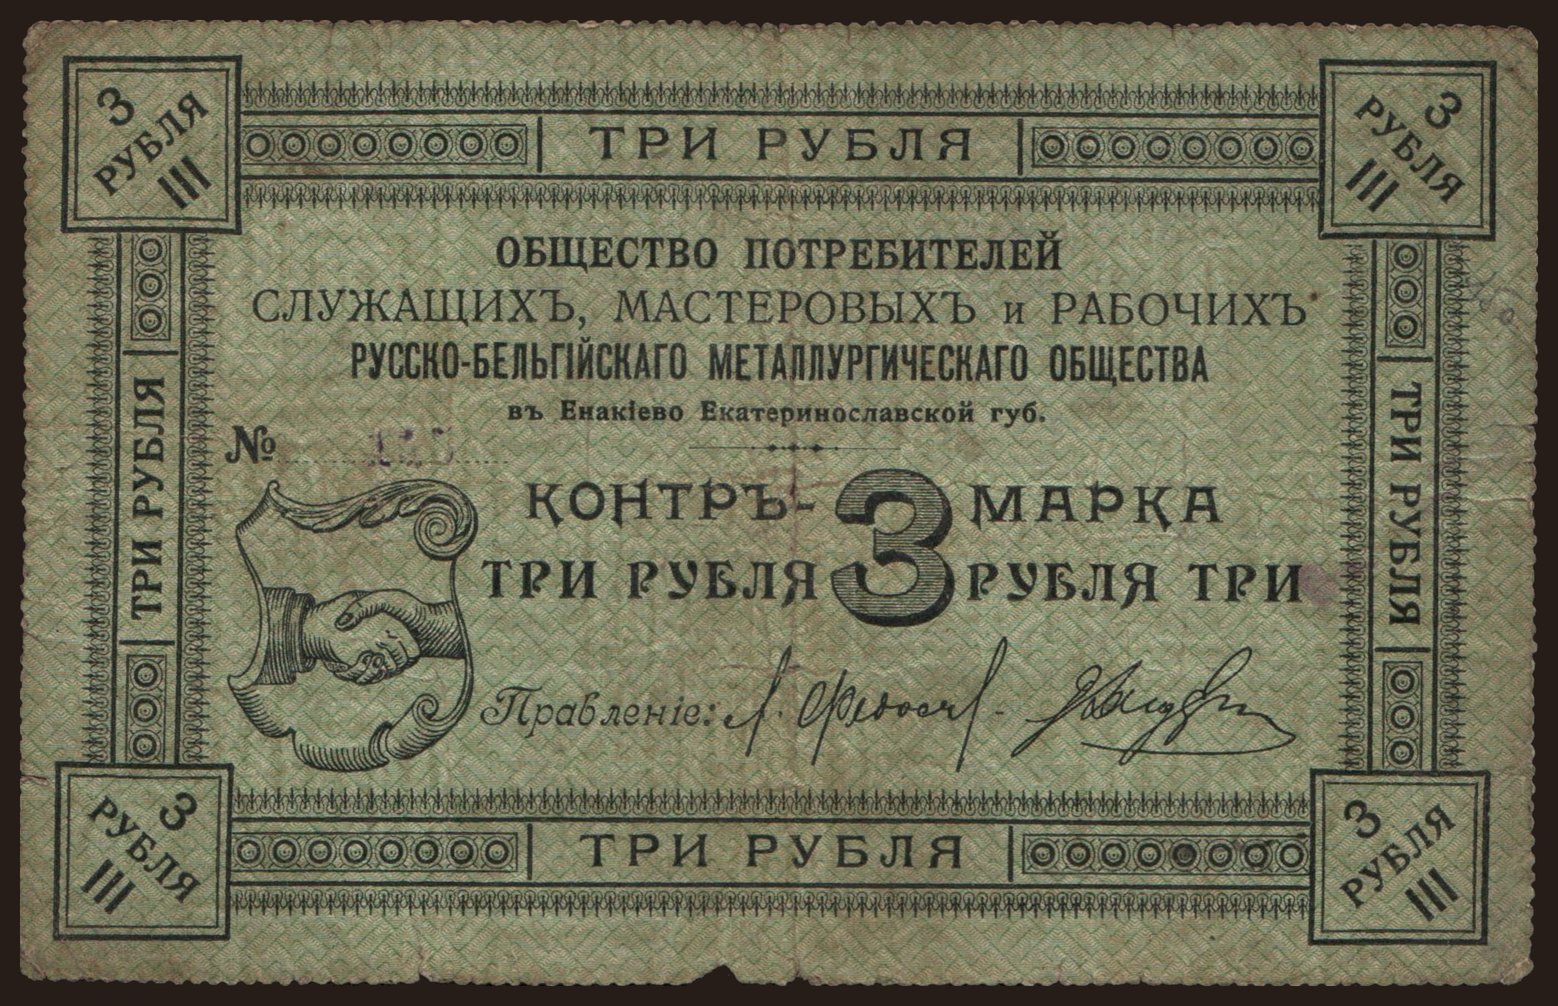 3 РУБЛЯ III
ТРИ РУБЛЯ
3 РУБЛЯ III
ОБЩЕСТВО ПОТРЕБИТЕЛЕЙ
СЛУЖАЩИХЪ, МАСТЕРОВЫХЪ и РАБОЧИХЪ
РУССКО-БЕЛЬГІЙСКАГО МЕТАЛЛУРГИЧЕСКАГО ОБЩЕСТВА
въ Енакіево Екатеринославской губ.
№
КОНТРЪ- 3 МАРКА
ТРИ РУБЛЯ РУБЛЯ ТРИ
Правленіе:
ТРИ РУБЛЯ
ТРИ РУБЛЯ
3 РУБЛЯ III
ТРИ РУБЛЯ
3 РУБЛЯ III